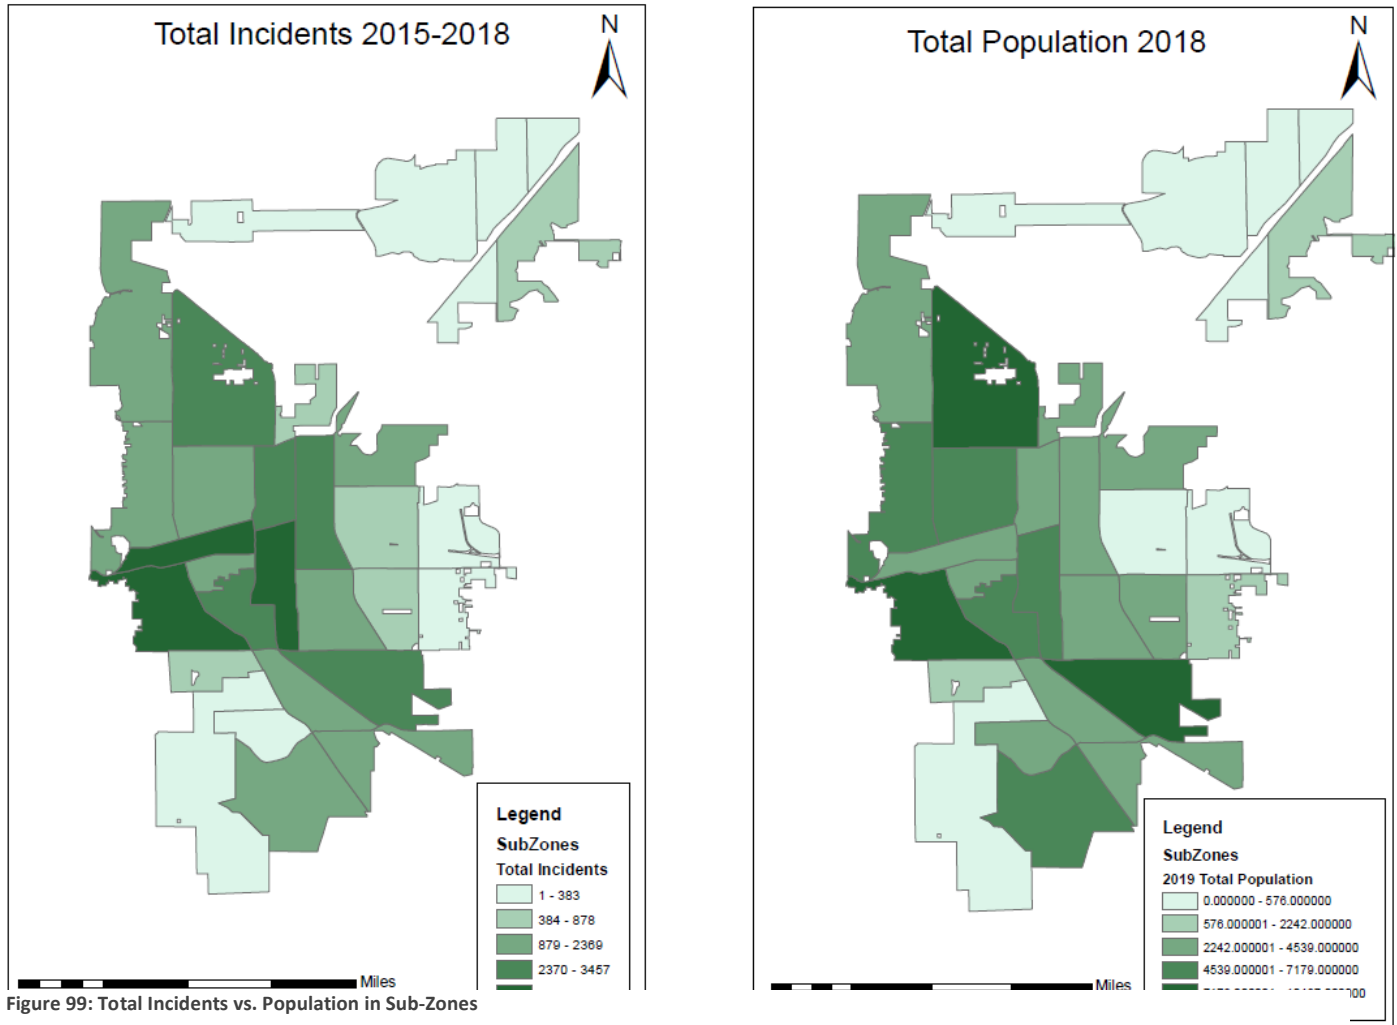 Total Incidents 2015-2018
N
Legend
SubZones
Total Incidents
1 - 383
384 - 878
879 - 2369
2370 - 3457
Miles
Total Population 2018
N
Legend
SubZones
2019 Total Population
0.000000 - 576.000000
576.000001 - 2242.000000
2242.000001 - 4539.000000
4539.000001 - 7179.000000
Miles
Figure 99: Total Incidents vs. Population in Sub-Zones